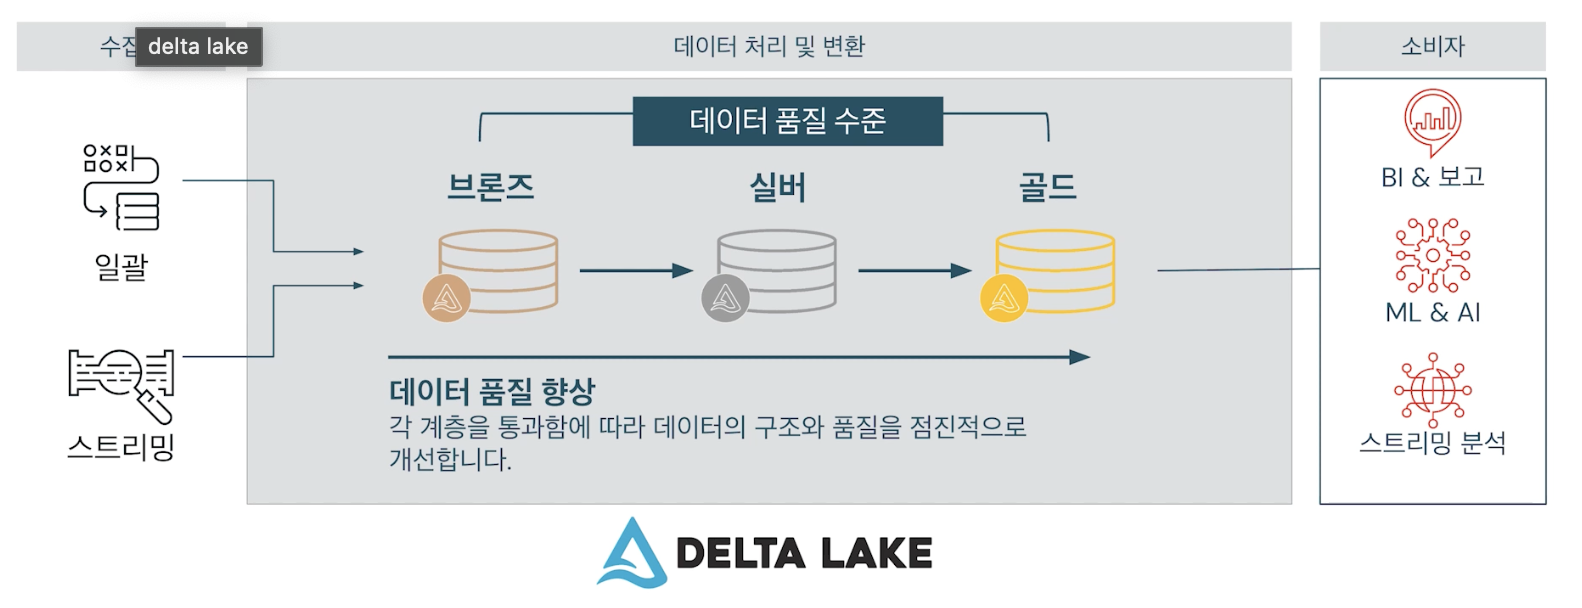 수집
delta lake
데이터 처리 및 변환
소비자
데이터 품질 수준
브론즈
실버
골드
일괄
스트리밍
데이터 품질 향상
각 계층을 통과함에 따라 데이터의 구조와 품질을 점진적으로
개선합니다.
BI & 보고
ML & AI
스트리밍 분석
DELTA LAKE